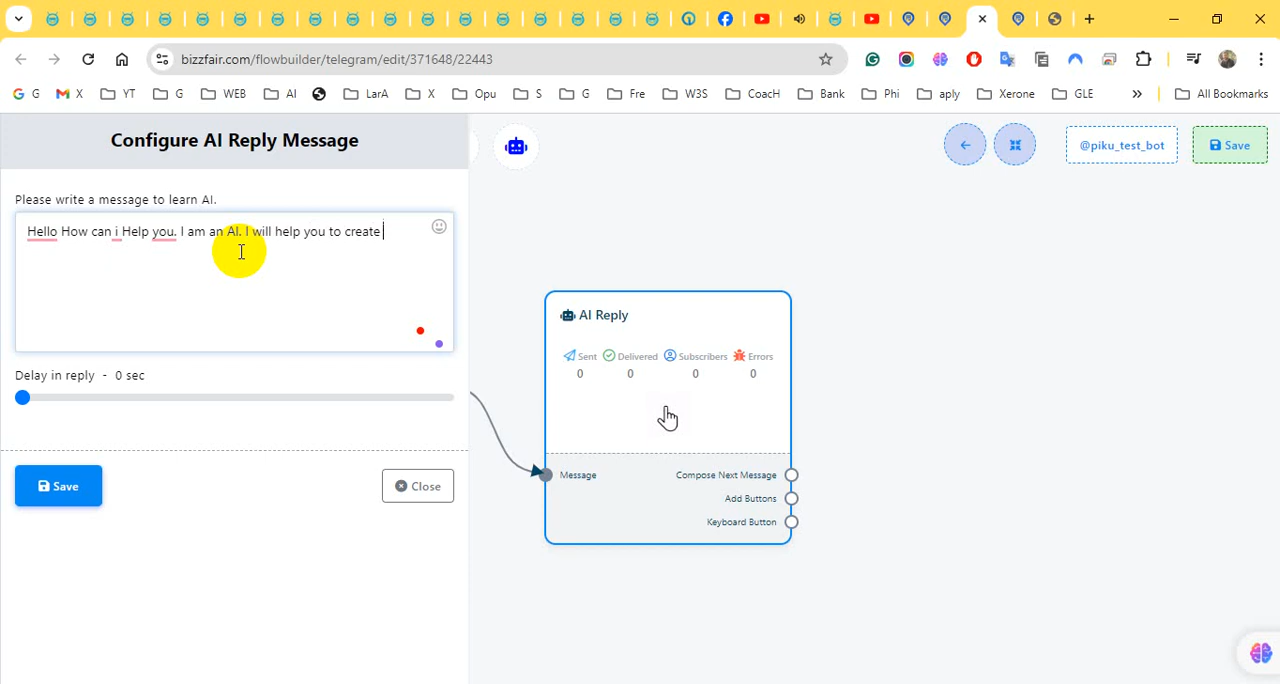 bizzfair.com/flowbuilder/telegram/edit/371648/22443
G X YT G WEB AI LarA X Opu S G Fre W3S CoacH Bank Phi aply Xerone GLE » All Bookmarks
Configure AI Reply Message
@piku_test_bot
Save
Please write a message to learn AI.
Hello How can i Help you. I am an AI. I will help you to create
Delay in reply - 0 sec
Save
Close
AI Reply
Sent Delivered Subscribers Errors
0 0 0 0
Message
Compose Next Message
Add Buttons
Keyboard Button